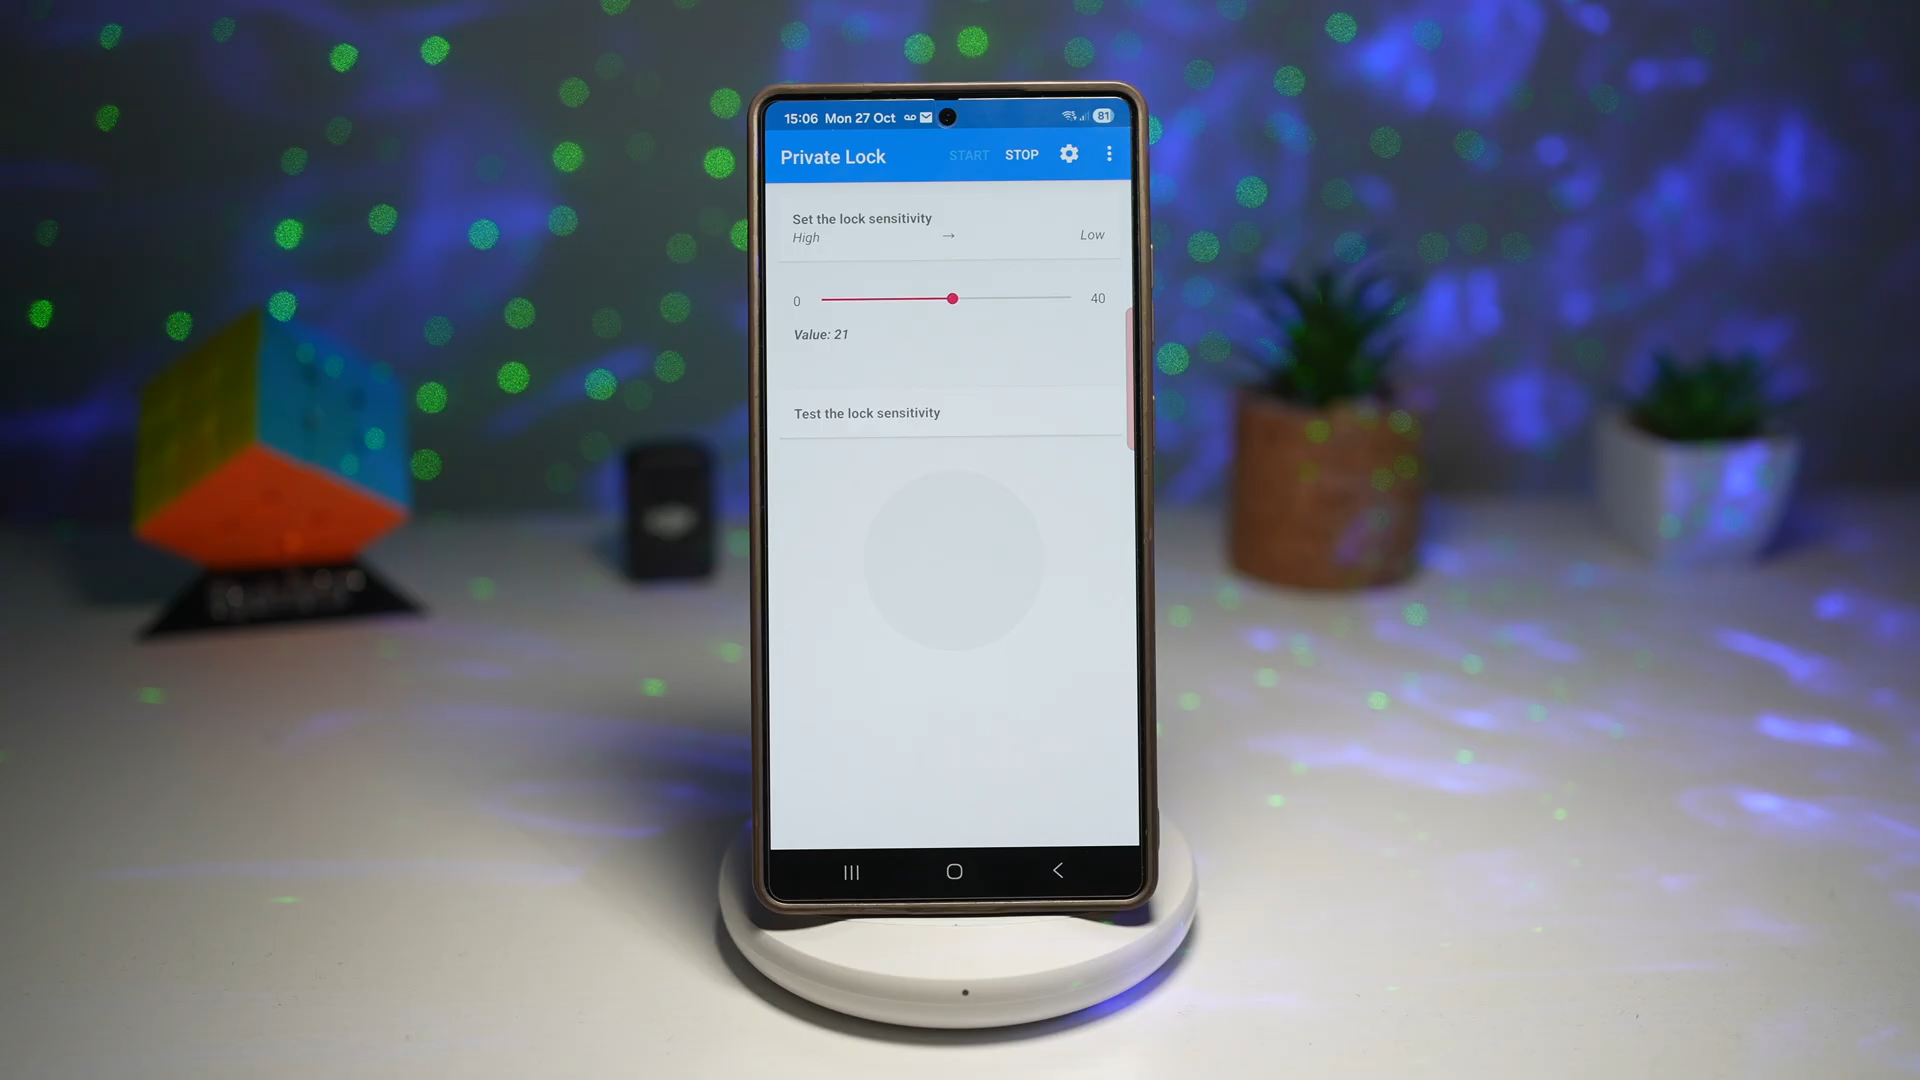 15:06 Mon 27 Oct 81
Private Lock START STOP
Set the lock sensitivity
High → Low
0 40
Value: 21
Test the lock sensitivity